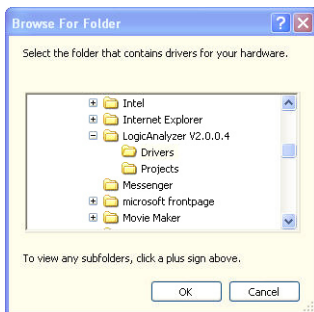 Browse For Folder
Select the folder that contains drivers for your hardware.
Intel
Internet Explorer
LogicAnalyzer V2.0.0.4
Drivers
Projects
Messenger
microsoft frontpage
Movie Maker
To view any subfolders, click a plus sign above.
OK Cancel